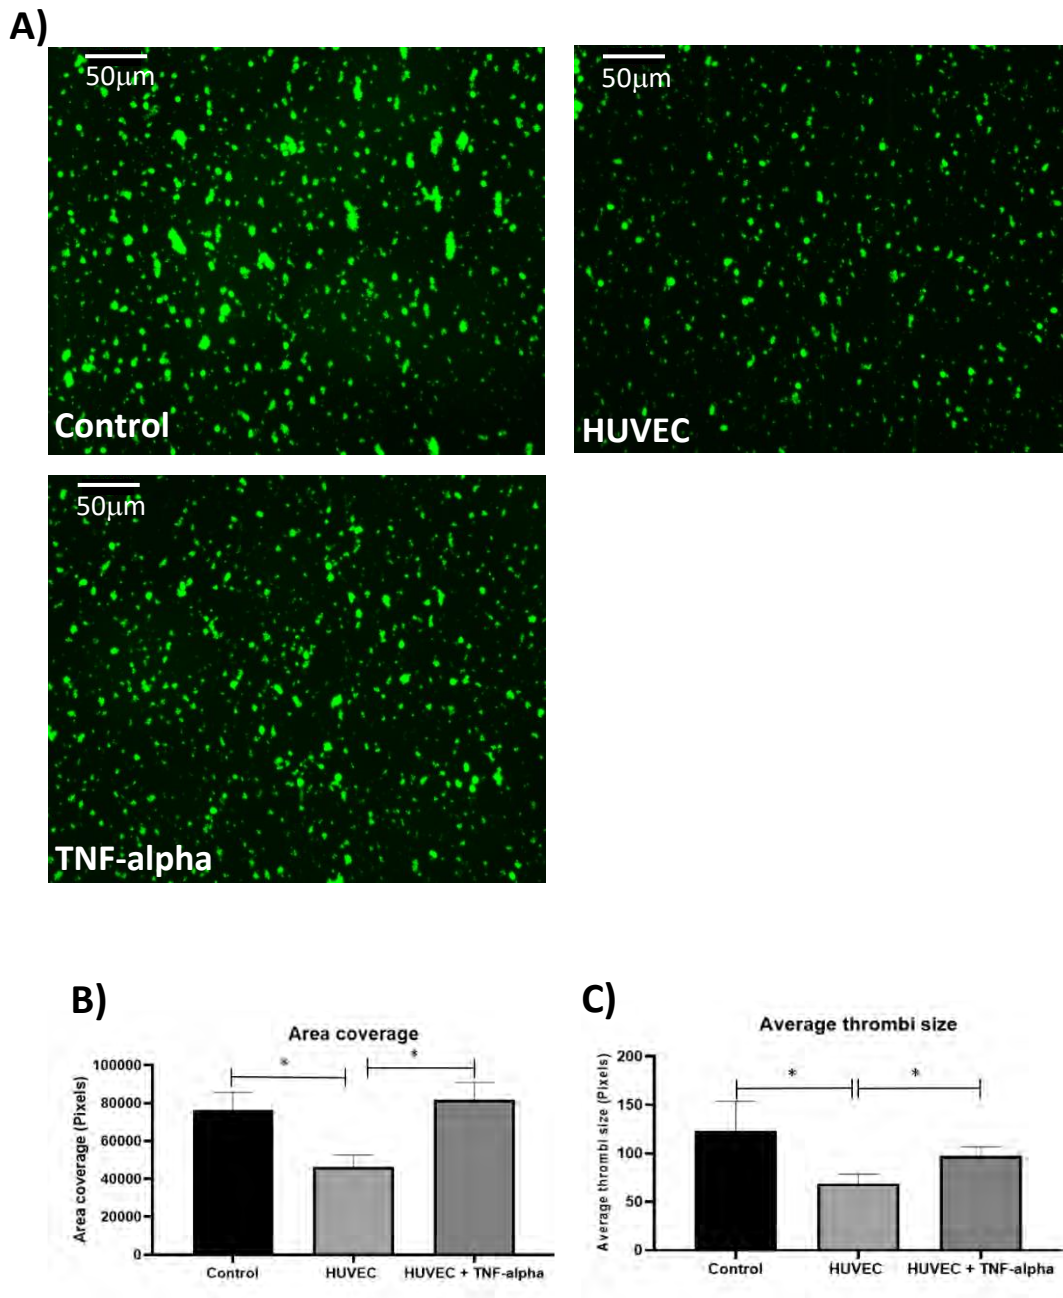 A)
50μm
50μm
Control
HUVEC
50μm
TNF-alpha
B)
C)
Area coverage
Average thrombi size
Area coverage (Pixels)
100000
80000
60000
40000
20000
0
*
*
Control
HUVEC
HUVEC + TNF-alpha
Average thrombi size (Pixels)
200
150
100
50
0
*
*
Control
HUVEC
HUVEC + TNF-alpha